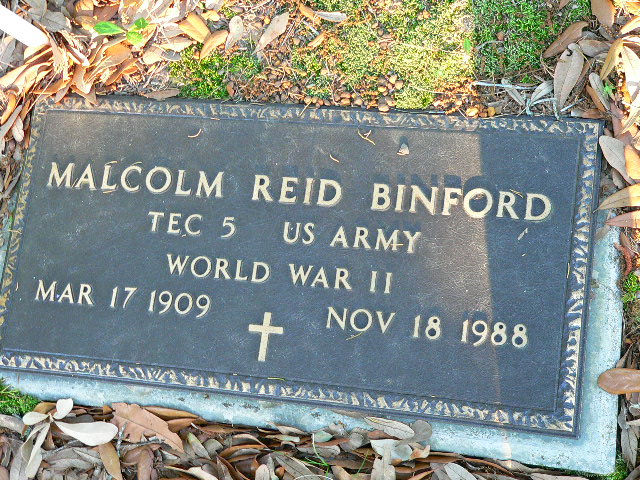 MALCOLM REID BINFORD
TEC 5 US ARMY
WORLD WAR II
MAR 17 1909 NOV 18 1988